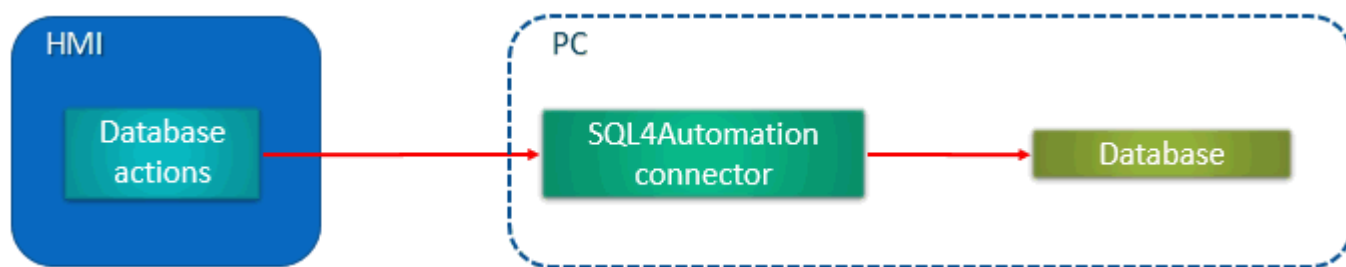 HMI
PC
Database
actions
SQL4Automation
connector
Database